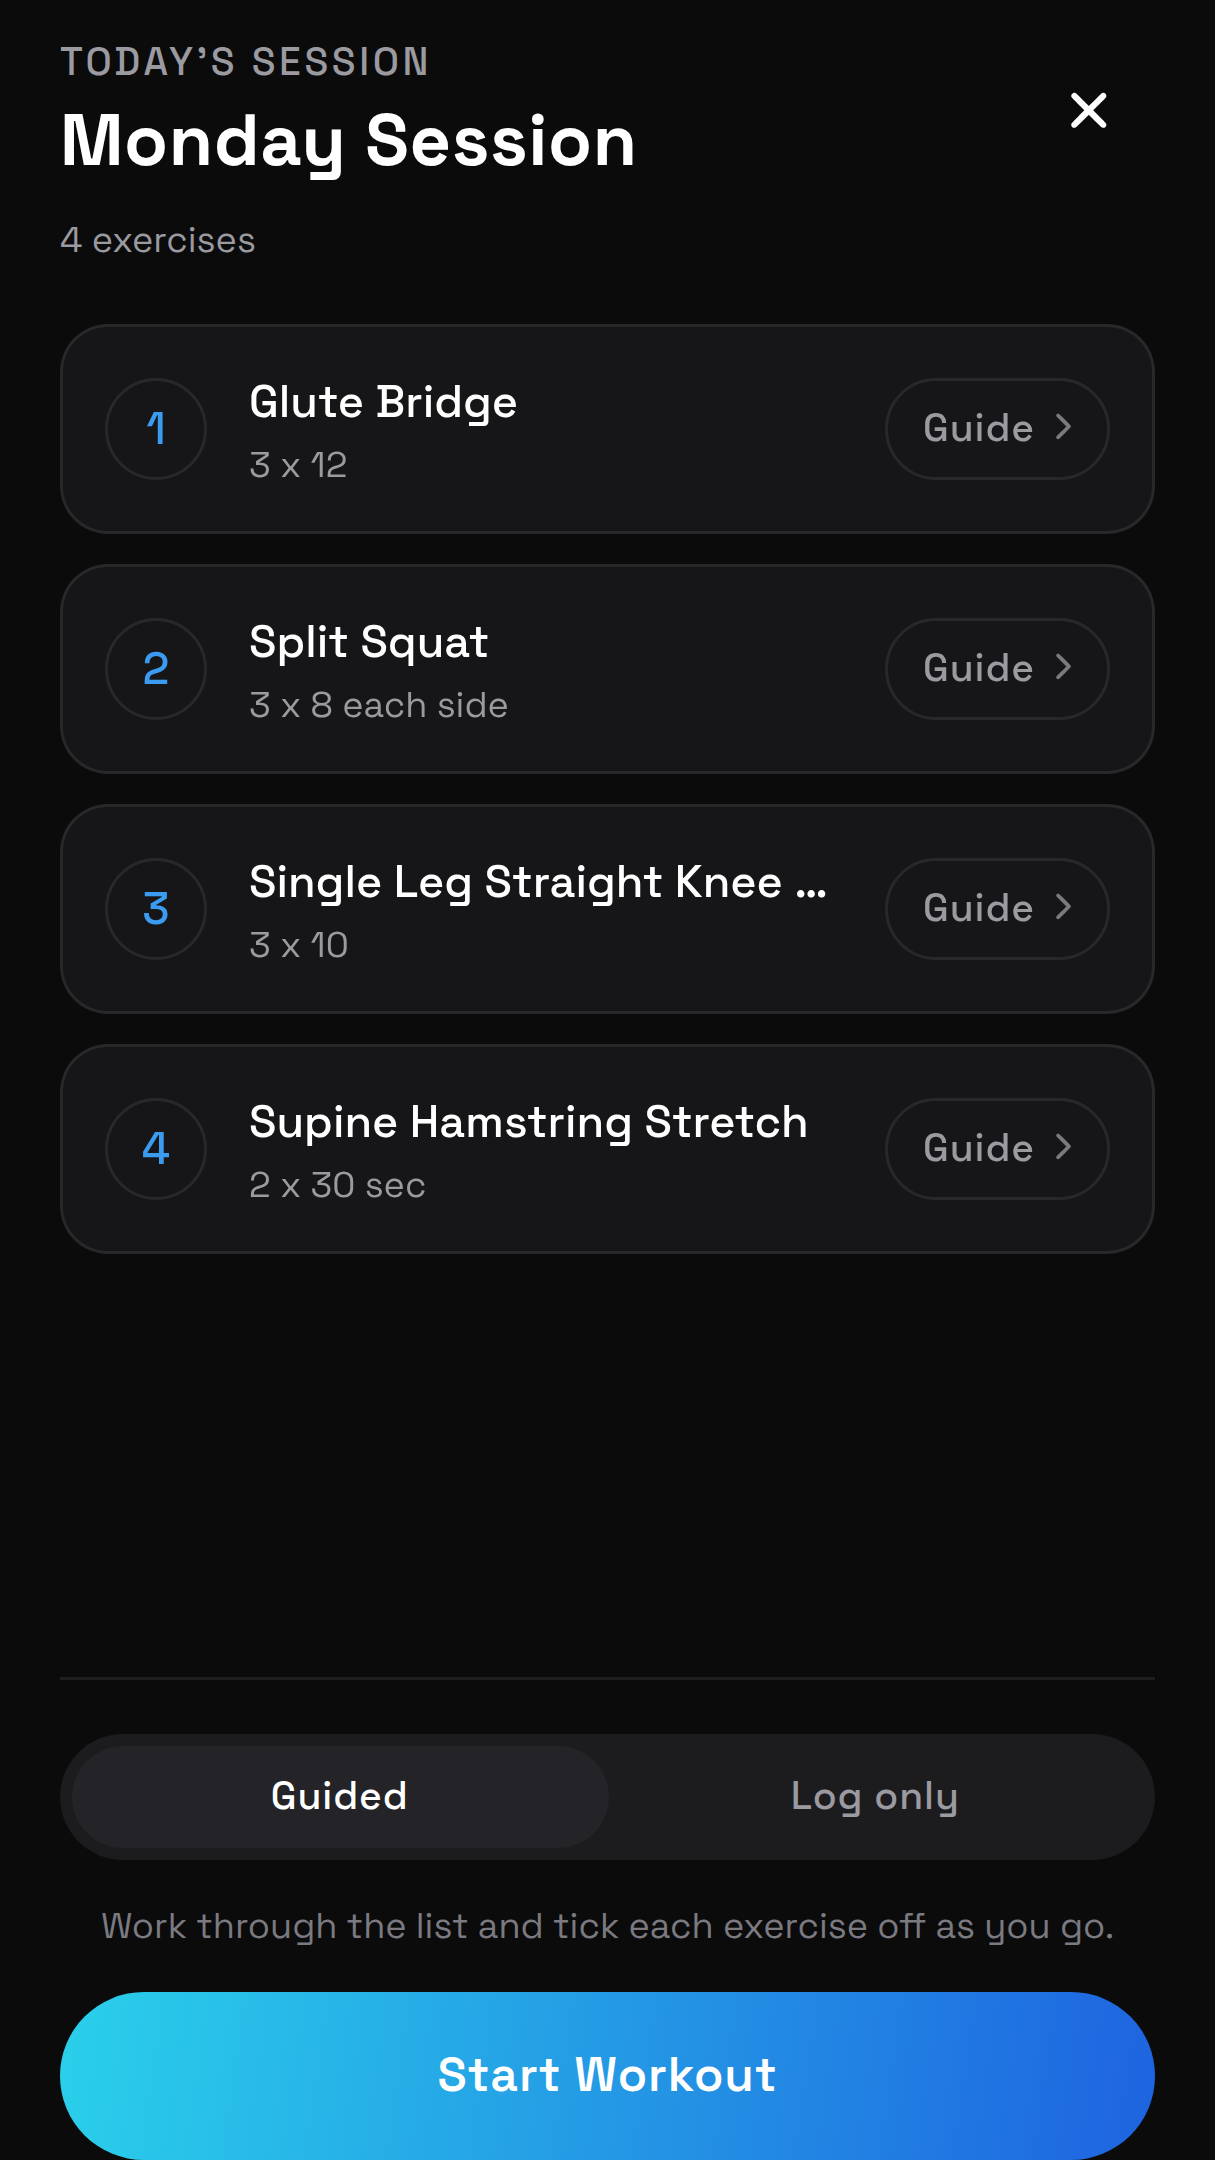 TODAY'S SESSION
Monday Session
4 exercises
1
Glute Bridge
3 x 12
Guide
2
Split Squat
3 x 8 each side
Guide
3
Single Leg Straight Knee ...
3 x 10
Guide
4
Supine Hamstring Stretch
2 x 30 sec
Guide
Guided
Log only
Work through the list and tick each exercise off as you go.
Start Workout